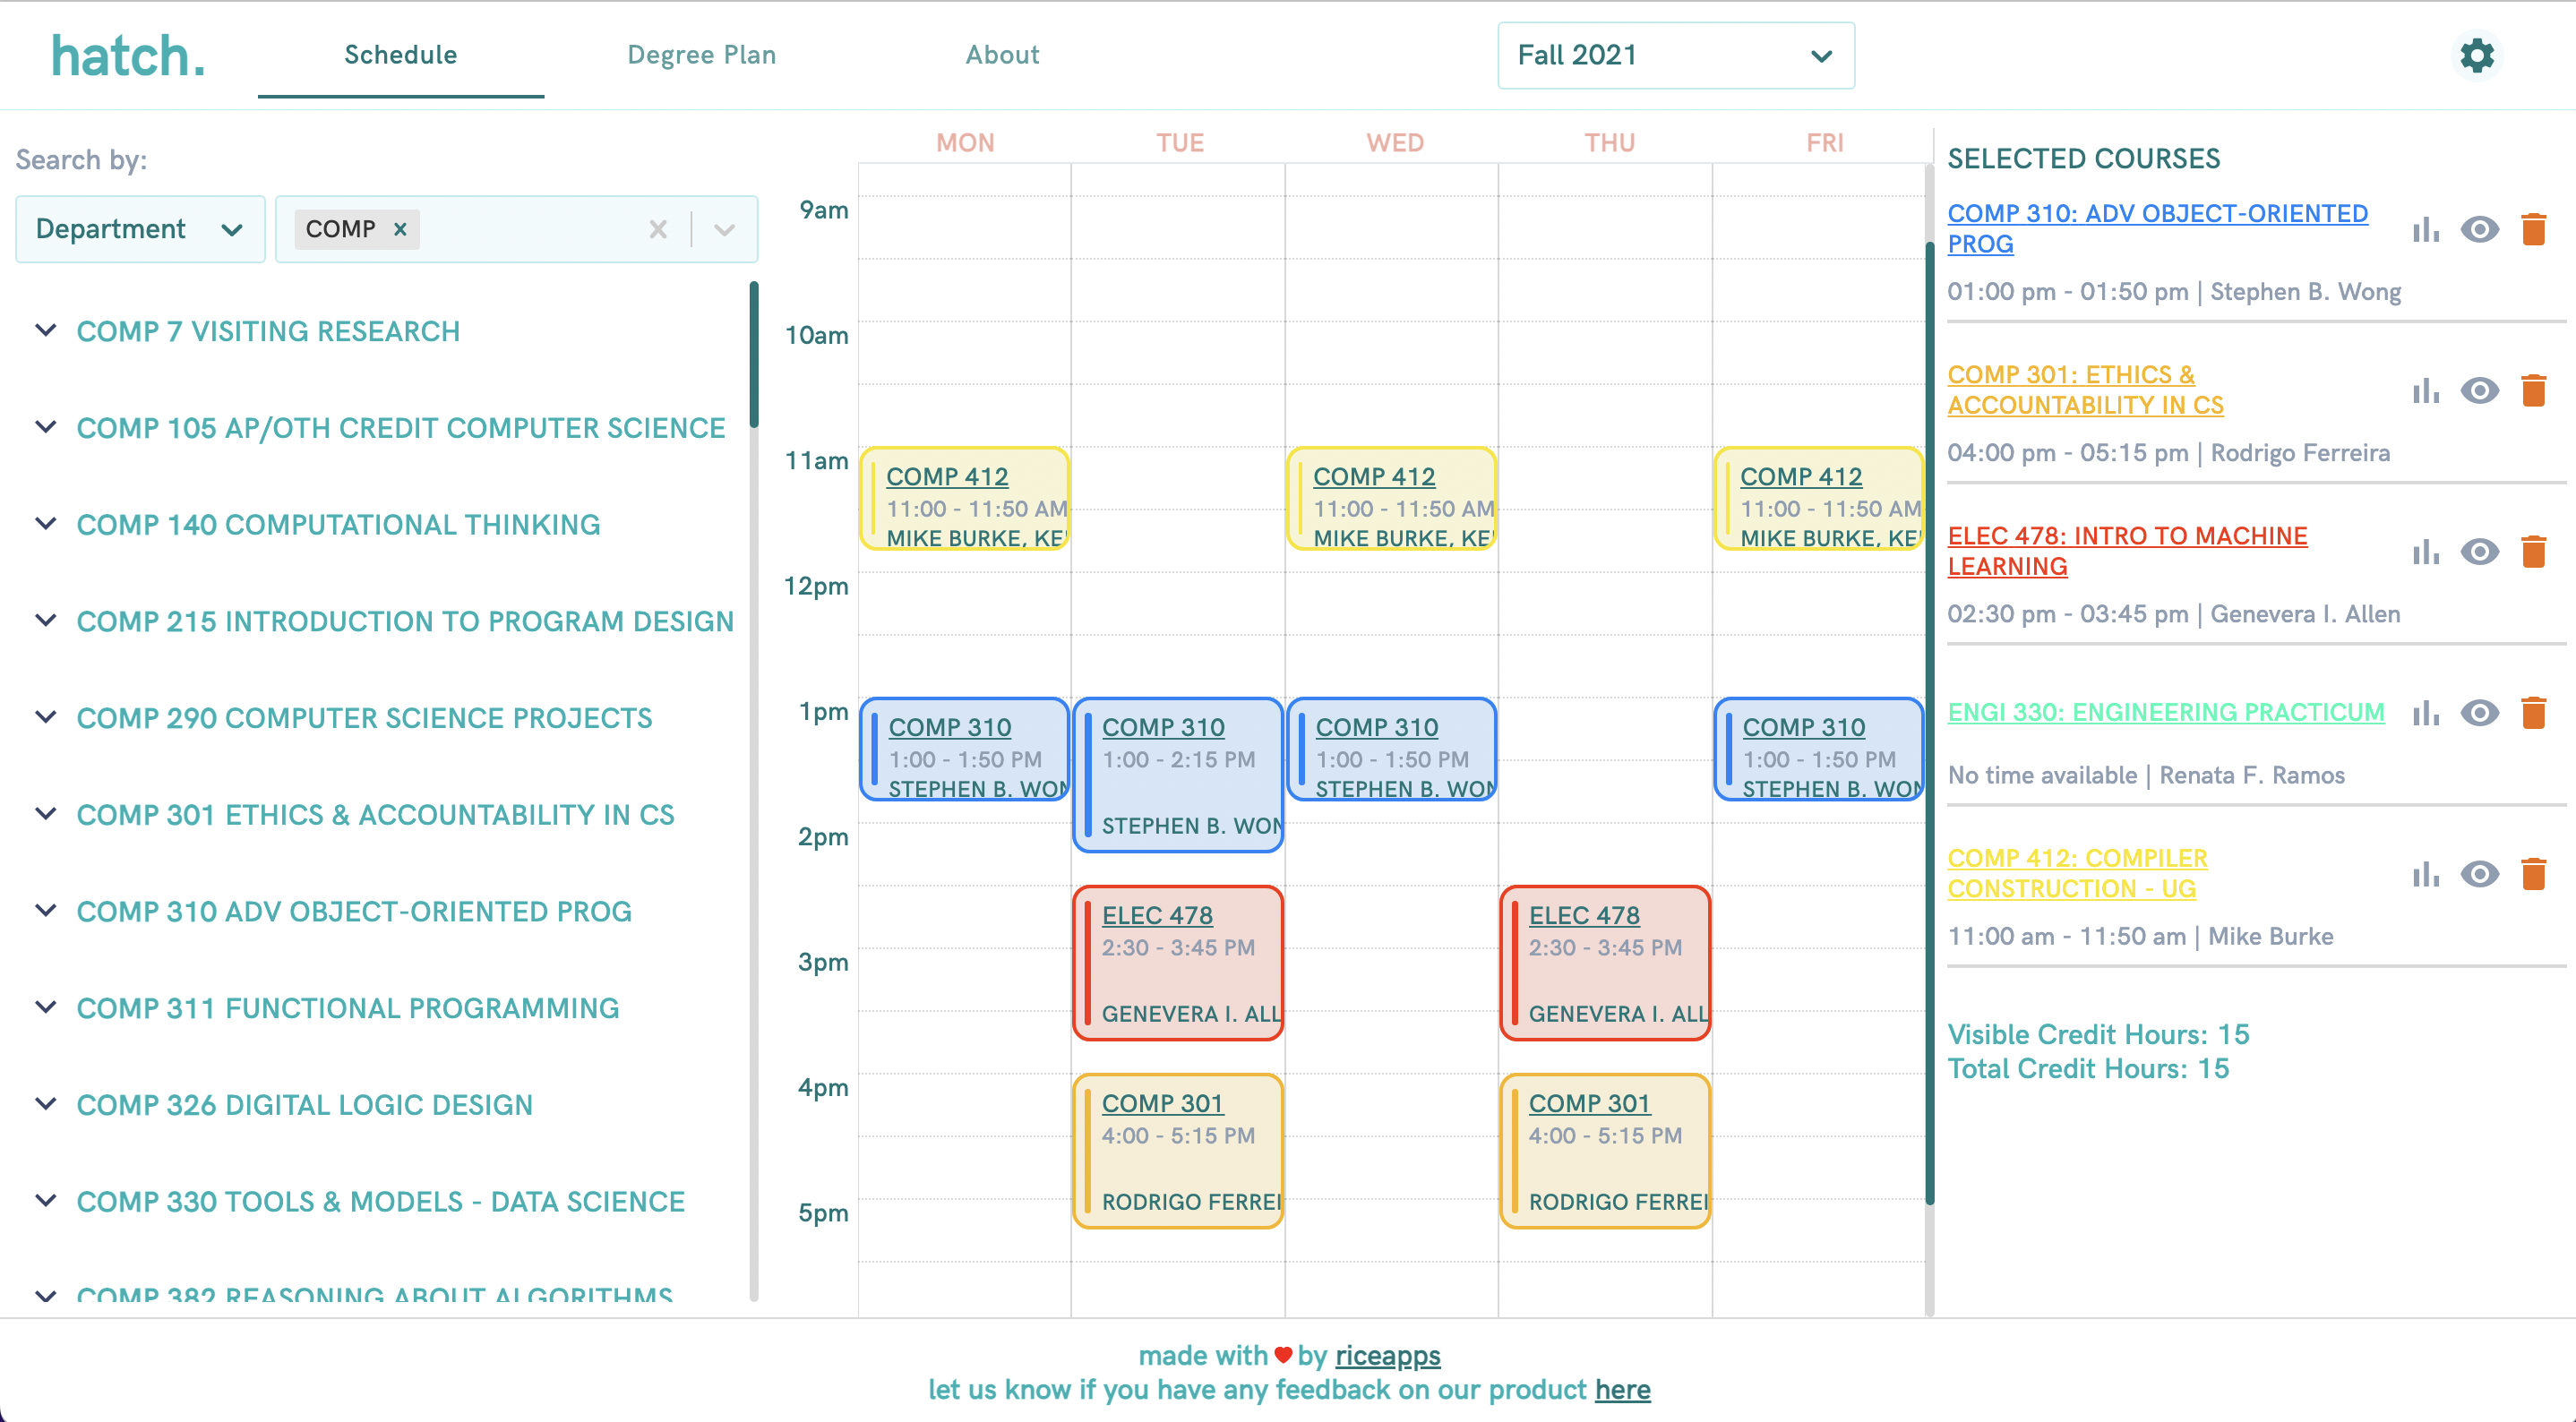 hatch.
Schedule
Degree Plan
About
Fall 2021
Search by:
Department
COMP
COMP 7 VISITING RESEARCH
COMP 105 AP/OTH CREDIT COMPUTER SCIENCE
COMP 140 COMPUTATIONAL THINKING
COMP 215 INTRODUCTION TO PROGRAM DESIGN
COMP 290 COMPUTER SCIENCE PROJECTS
COMP 301 ETHICS & ACCOUNTABILITY IN CS
COMP 310 ADV OBJECT-ORIENTED PROG
COMP 311 FUNCTIONAL PROGRAMMING
COMP 326 DIGITAL LOGIC DESIGN
COMP 330 TOOLS & MODELS - DATA SCIENCE
COMP 382 REASONING ABOUT ALGORITHMS
MON
TUE
WED
THU
FRI
9am
10am
11am
12pm
1pm
2pm
3pm
4pm
5pm
COMP 412
11:00 - 11:50 AM
MIKE BURKE, KE
COMP 412
11:00 - 11:50 AM
MIKE BURKE, KE
COMP 412
11:00 - 11:50 AM
MIKE BURKE, KE
COMP 310
1:00 - 1:50 PM
STEPHEN B. WON
COMP 310
1:00 - 2:15 PM
STEPHEN B. WON
COMP 310
1:00 - 1:50 PM
STEPHEN B. WON
COMP 310
1:00 - 1:50 PM
STEPHEN B. WON
ELEC 478
2:30 - 3:45 PM
GENEVERA I. ALL
ELEC 478
2:30 - 3:45 PM
GENEVERA I. ALL
COMP 301
4:00 - 5:15 PM
RODRIGO FERREI
COMP 301
4:00 - 5:15 PM
RODRIGO FERREI
SELECTED COURSES
COMP 310: ADV OBJECT-ORIENTED
PROG
01:00 pm - 01:50 pm | Stephen B. Wong
COMP 301: ETHICS &
ACCOUNTABILITY IN CS
04:00 pm - 05:15 pm | Rodrigo Ferreira
ELEC 478: INTRO TO MACHINE
LEARNING
02:30 pm - 03:45 pm | Genevera I. Allen
ENGI 330: ENGINEERING PRACTICUM
No time available | Renata F. Ramos
COMP 412: COMPILER
CONSTRUCTION - UG
11:00 am - 11:50 am | Mike Burke
Visible Credit Hours: 15
Total Credit Hours: 15
made with ❤ by riceapps
let us know if you have any feedback on our product here